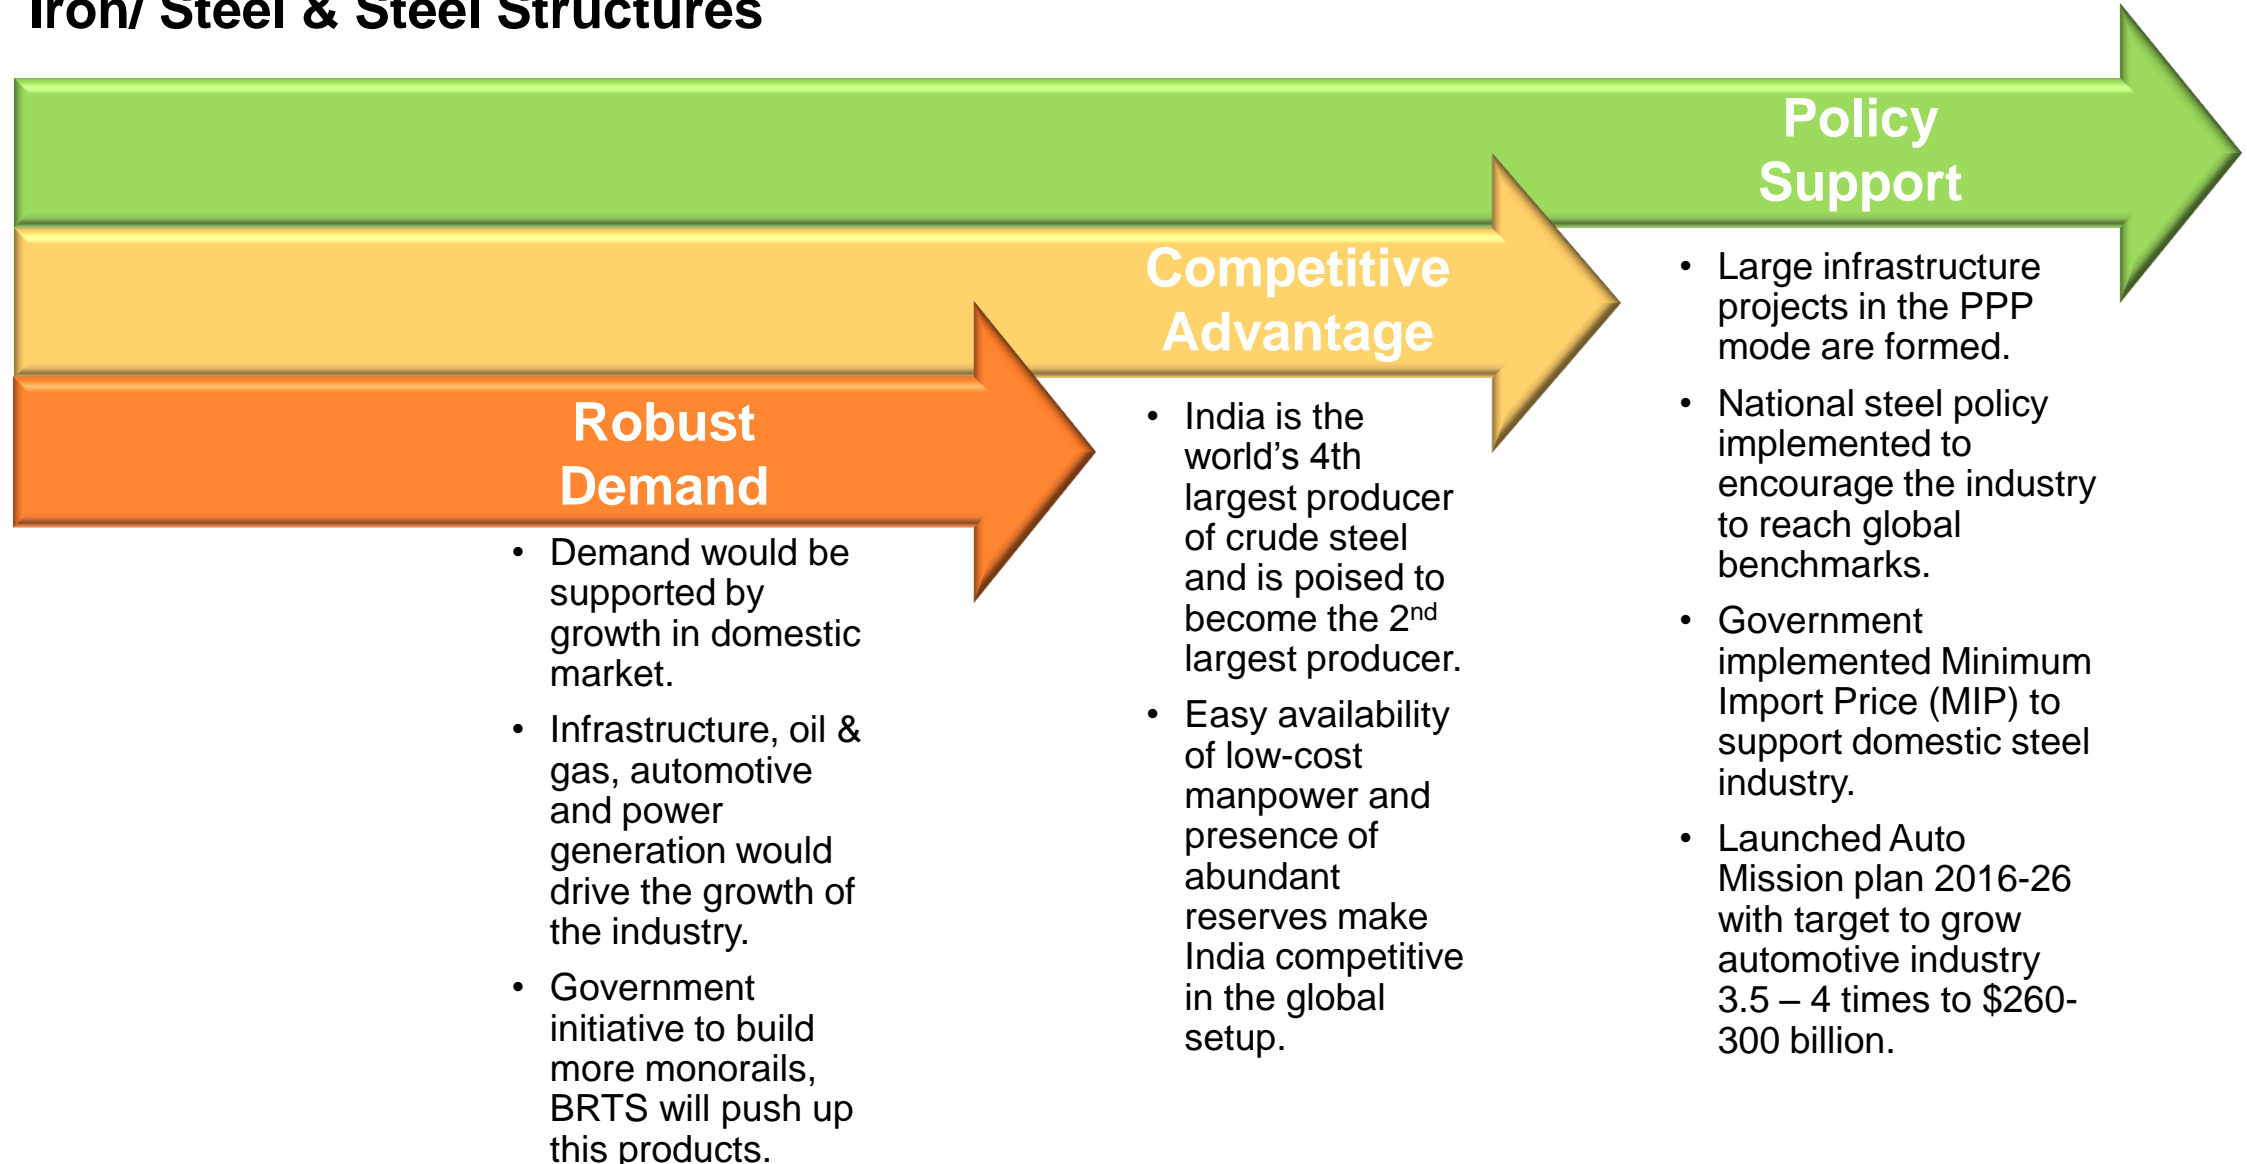 Iron/ Steel & Steel Structures
Policy
Support
Competitive
Advantage
Robust
Demand
• Demand would be
supported by
growth in domestic
market.
• Infrastructure, oil &
gas, automotive
and power
generation would
drive the growth of
the industry.
• Government
initiative to build
more monorails,
BRTS will push up
this products.
• India is the
world’s 4th
largest producer
of crude steel
and is poised to
become the 2nd
largest producer.
• Easy availability
of low-cost
manpower and
presence of
abundant
reserves make
India competitive
in the global
setup.
• Large infrastructure
projects in the PPP
mode are formed.
• National steel policy
implemented to
encourage the industry
to reach global
benchmarks.
• Government
implemented Minimum
Import Price (MIP) to
support domestic steel
industry.
• Launched Auto
Mission plan 2016-26
with target to grow
automotive industry
3.5 – 4 times to $260-
300 billion.